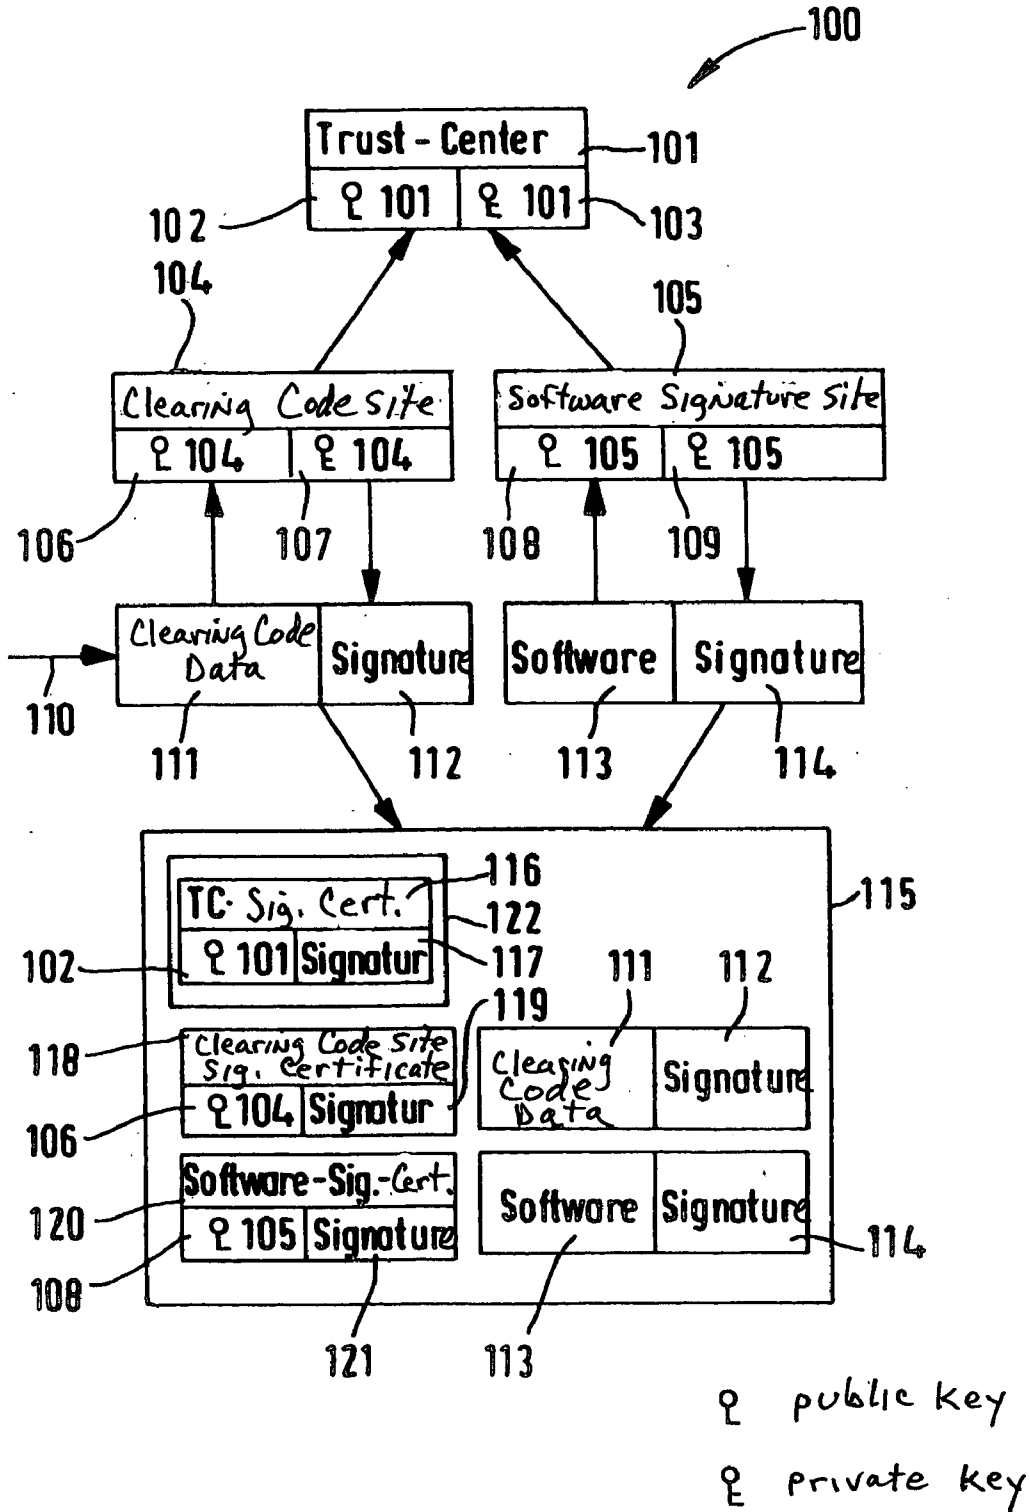 100
Trust-Center
101
101 101
102
103
104
105
Clearing Code Site
Software Signature Site
104 104
105 105
106
107
108
109
Clearing Code
Data
Signature
Software
Signature
110
111
112
113
114
116
TC. Sig. Cert.
122
115
101 Signatur
102
117
111
112
119
118
Clearing Code Site
Sig. Certificate
Clearing
Code
Data
Signature
104 Signatur
106
Software-Sig.-Cert.
Software
Signature
120
105 Signature
114
108
121
113
public key
private key